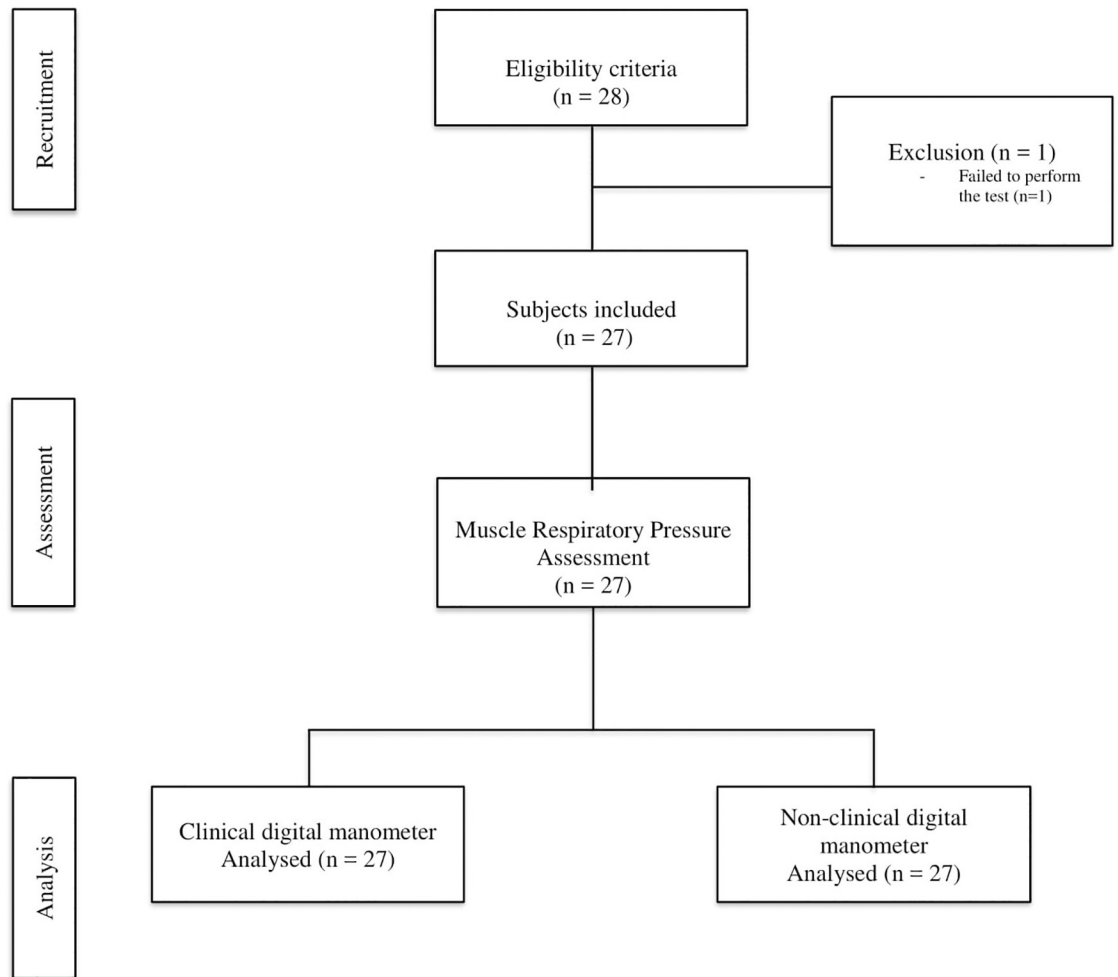 Recruitment
Eligibility criteria
(n = 28)
Exclusion (n = 1)
- Failed to perform
the test (n=1)
Subjects included
(n = 27)
Assessment
Muscle Respiratory Pressure
Assessment
(n = 27)
Analysis
Clinical digital manometer
Analysed (n = 27)
Non-clinical digital
manometer
Analysed (n = 27)